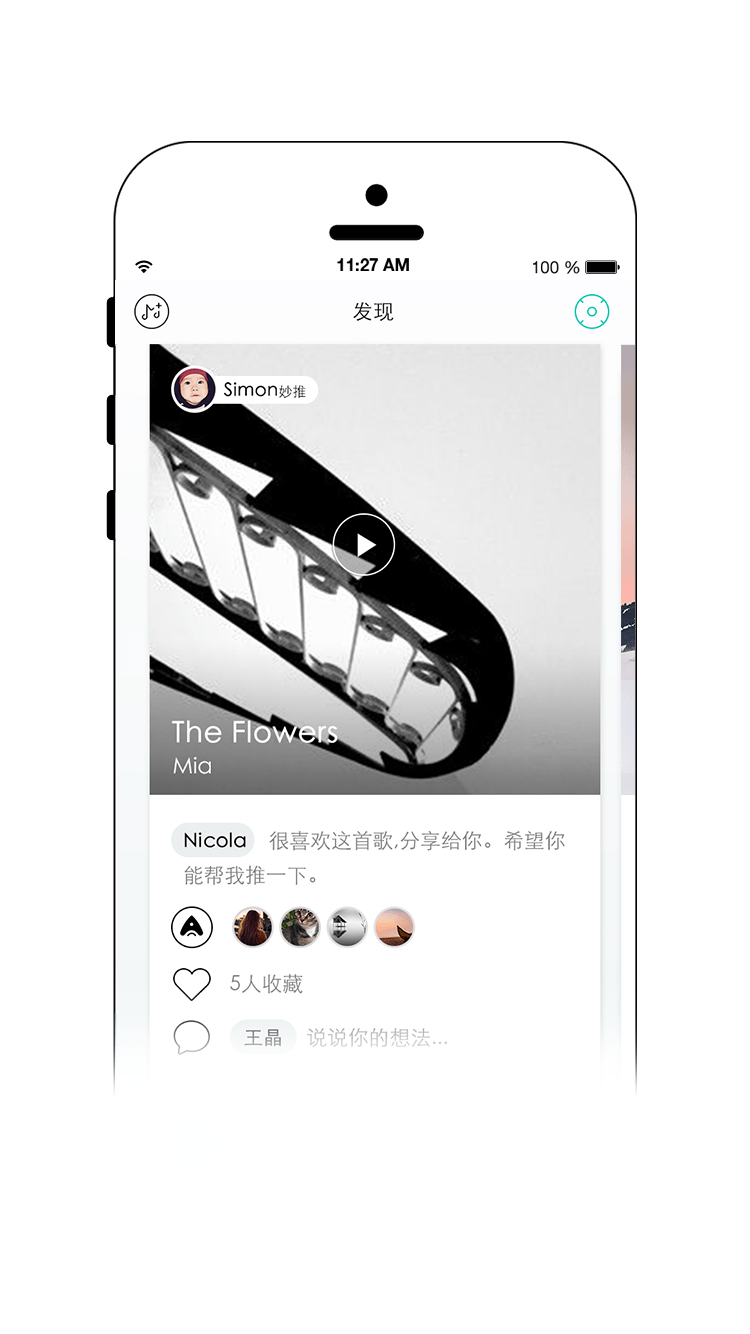 11:27 AM
100 %
发现
Simon妙推
The Flowers
Mia
Nicola 很喜欢这首歌,分享给你。希望你
能帮我推一下。
5人收藏
王晶 说说你的想法...